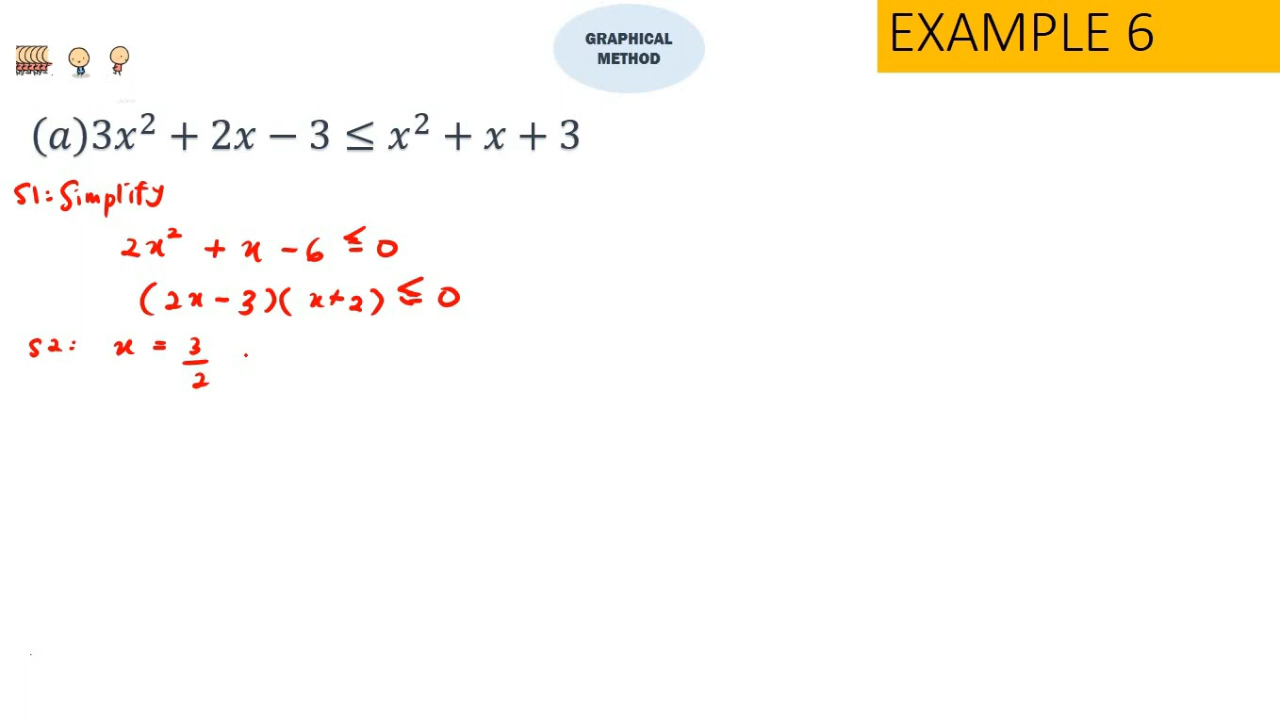 GRAPHICAL
METHOD
EXAMPLE 6
(a)3x² + 2x − 3 ≤ x² + x + 3
S1: Simplify
2x² + x − 6 ≤ 0
(2x − 3)(x + 2) ≤ 0
S2: x = 3/2